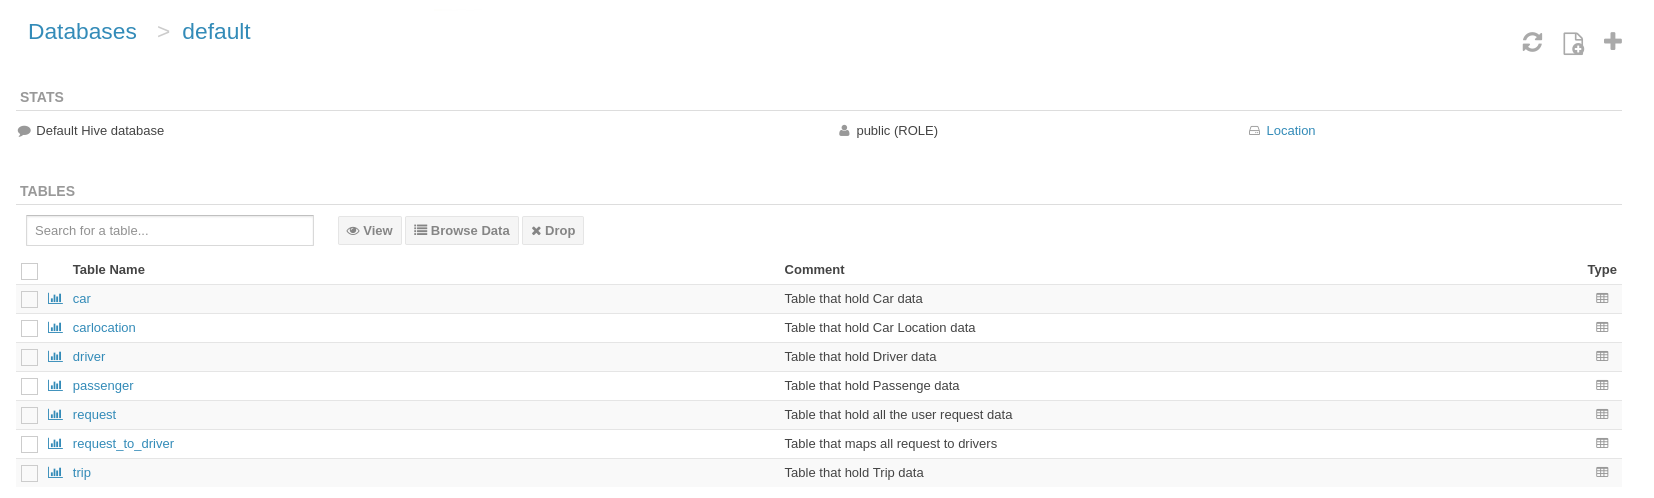 Databases > default
STATS
Default Hive database public (ROLE) Location
TABLES
Search for a table... View Browse Data Drop
Table Name Comment Type
car Table that hold Car data
carlocation Table that hold Car Location data
driver Table that hold Driver data
passenger Table that hold Passenge data
request Table that hold all the user request data
request_to_driver Table that maps all request to drivers
trip Table that hold Trip data